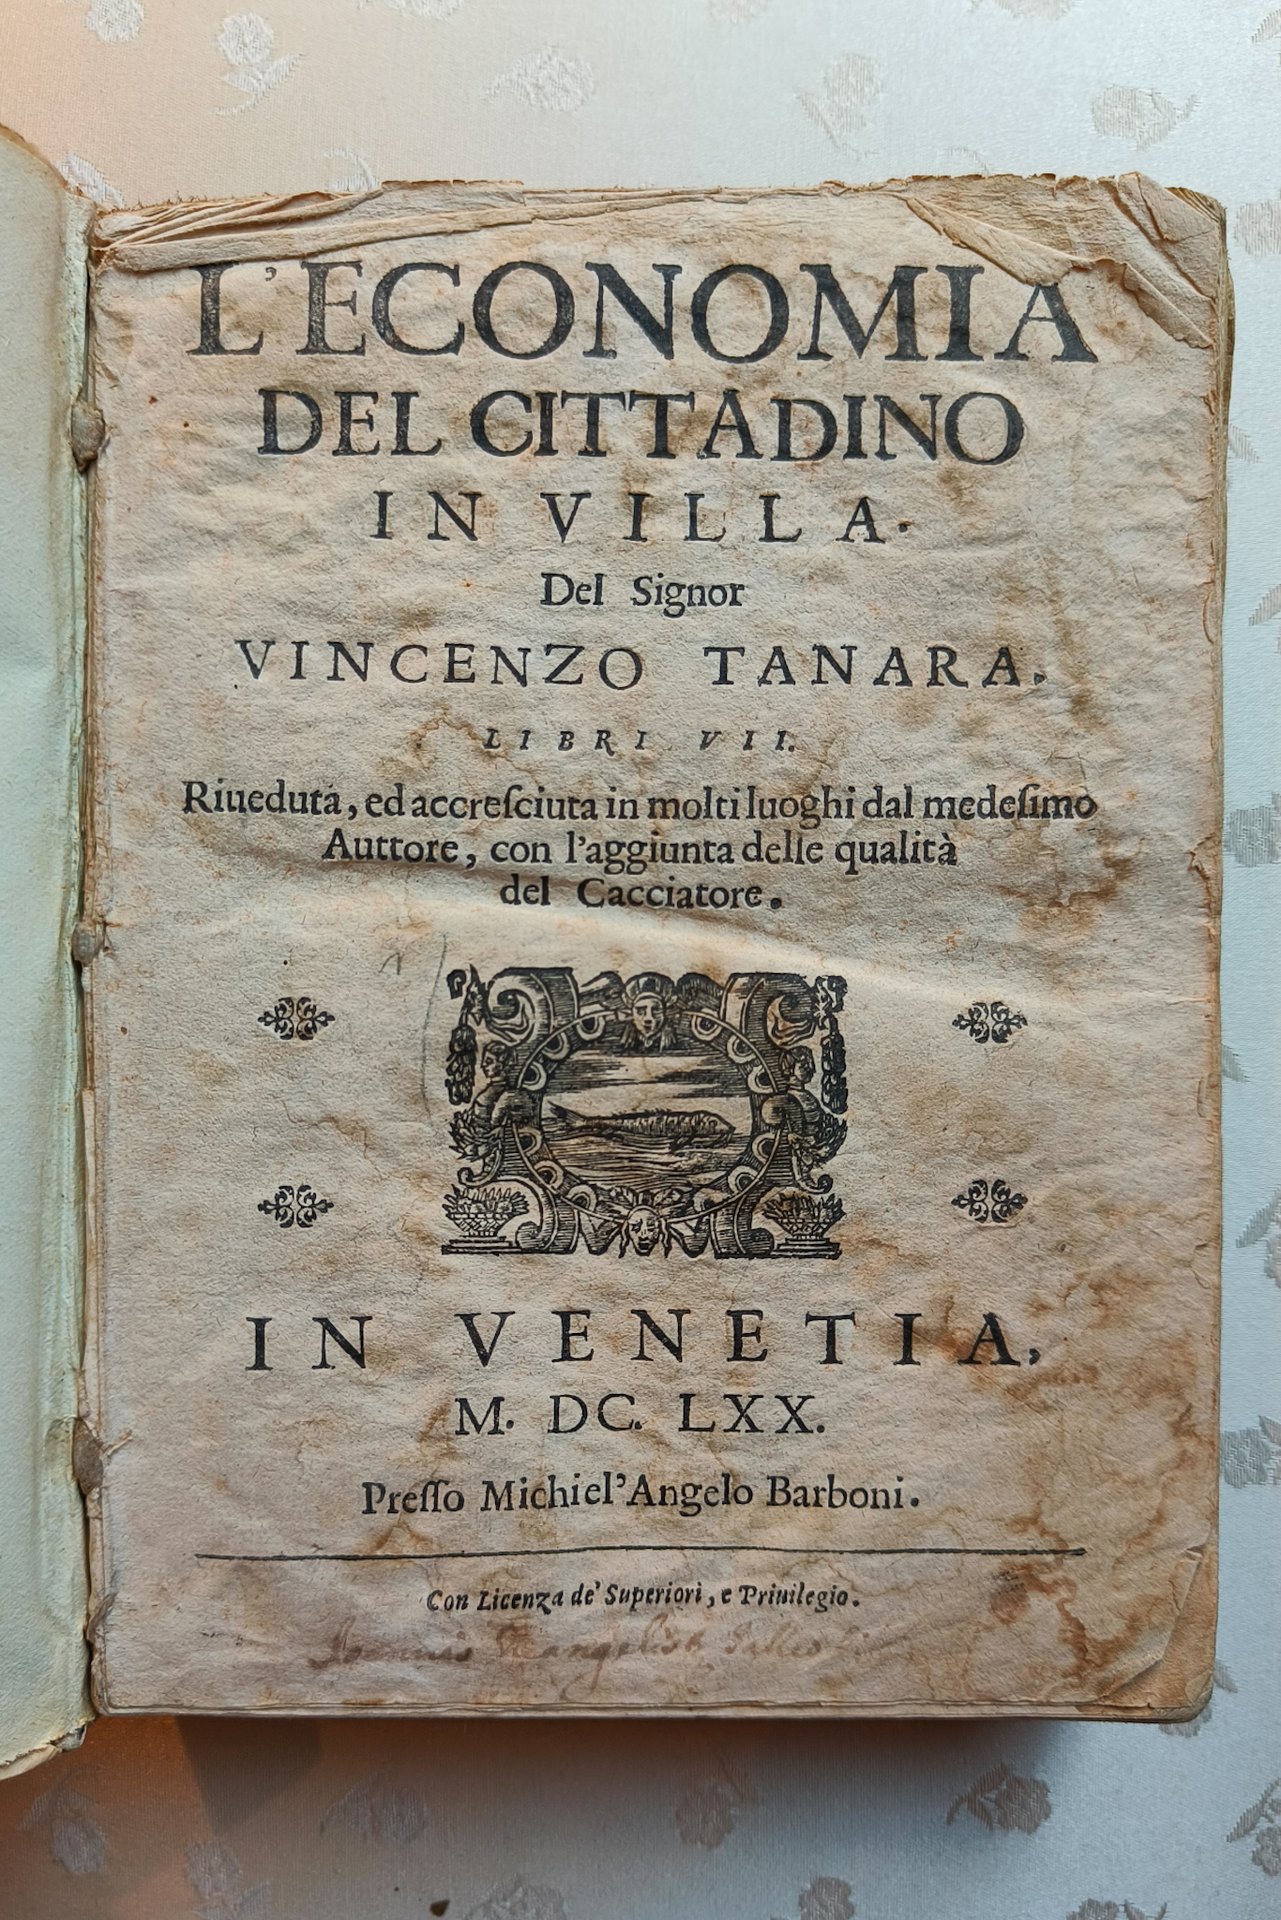 L'ECONOMIA
DEL CITTADINO
IN VILLA.
Del Signor
VINCENZO TANARA.
LIBRI VII.
Riueduta, ed accreſciuta in molti luoghi dal medeſimo
Auttore, con l'aggiunta delle qualità
del Cacciatore.
IN VENETIA,
M. DC. LXX.
Preſſo Michiel'Angelo Barboni.
Con Licenza de' Superiori, e Priuilegio.